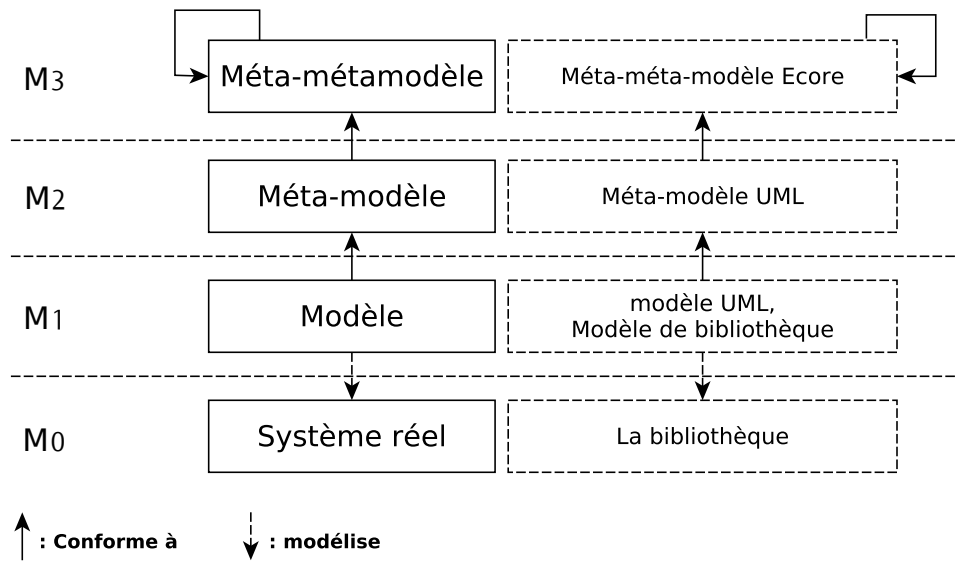 M3
Méta-métamodèle
Méta-méta-modèle Ecore
M2
Méta-modèle
Méta-modèle UML
M1
Modèle
modèle UML,
Modèle de bibliothèque
M0
Système réel
La bibliothèque
: Conforme à
: modélise